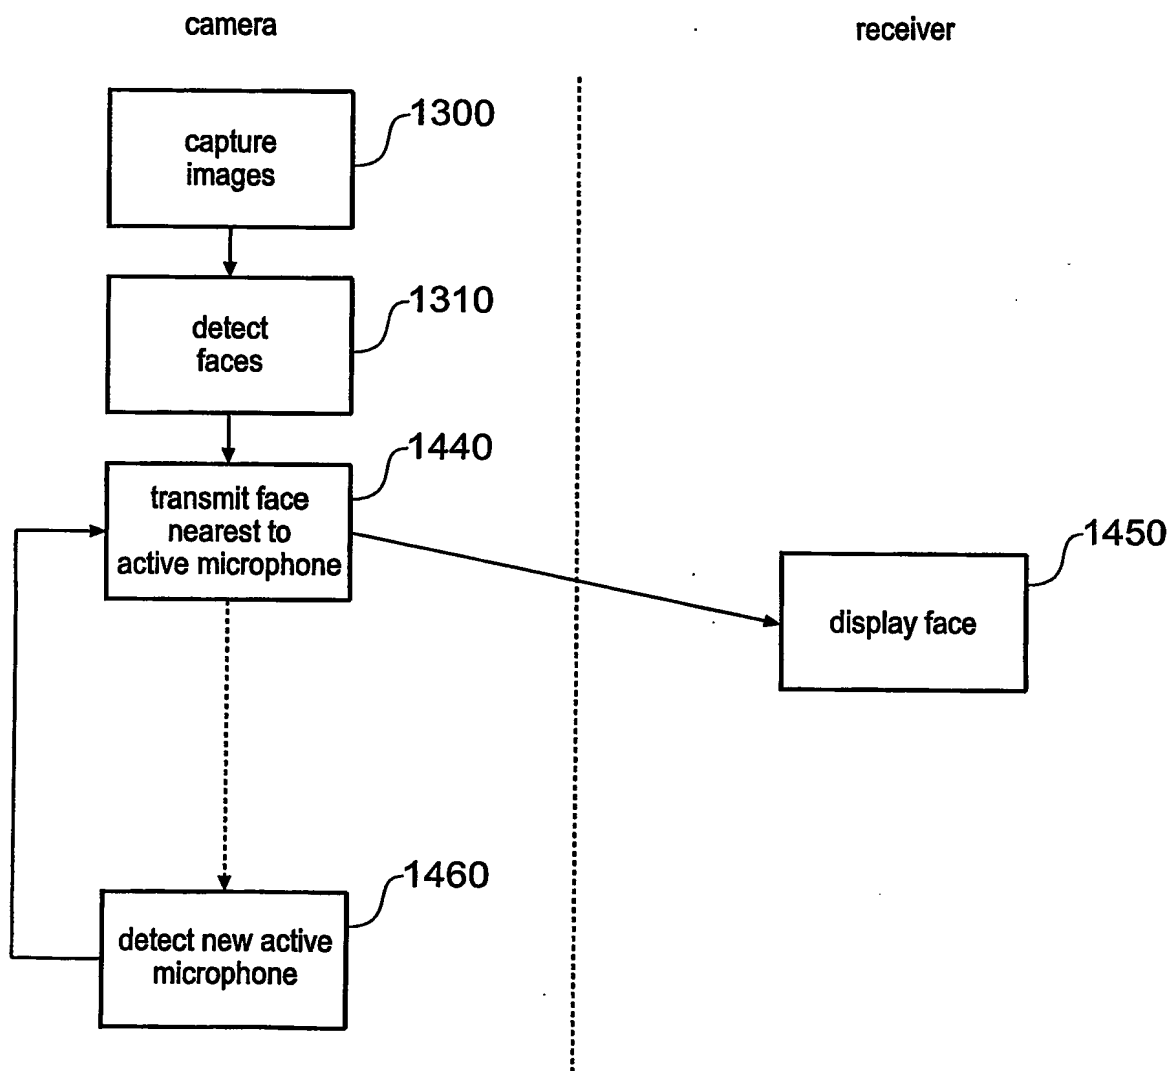 camera
receiver
capture
images
1300
detect
faces
1310
transmit face
nearest to
active microphone
1440
display face
1450
detect new active
microphone
1460